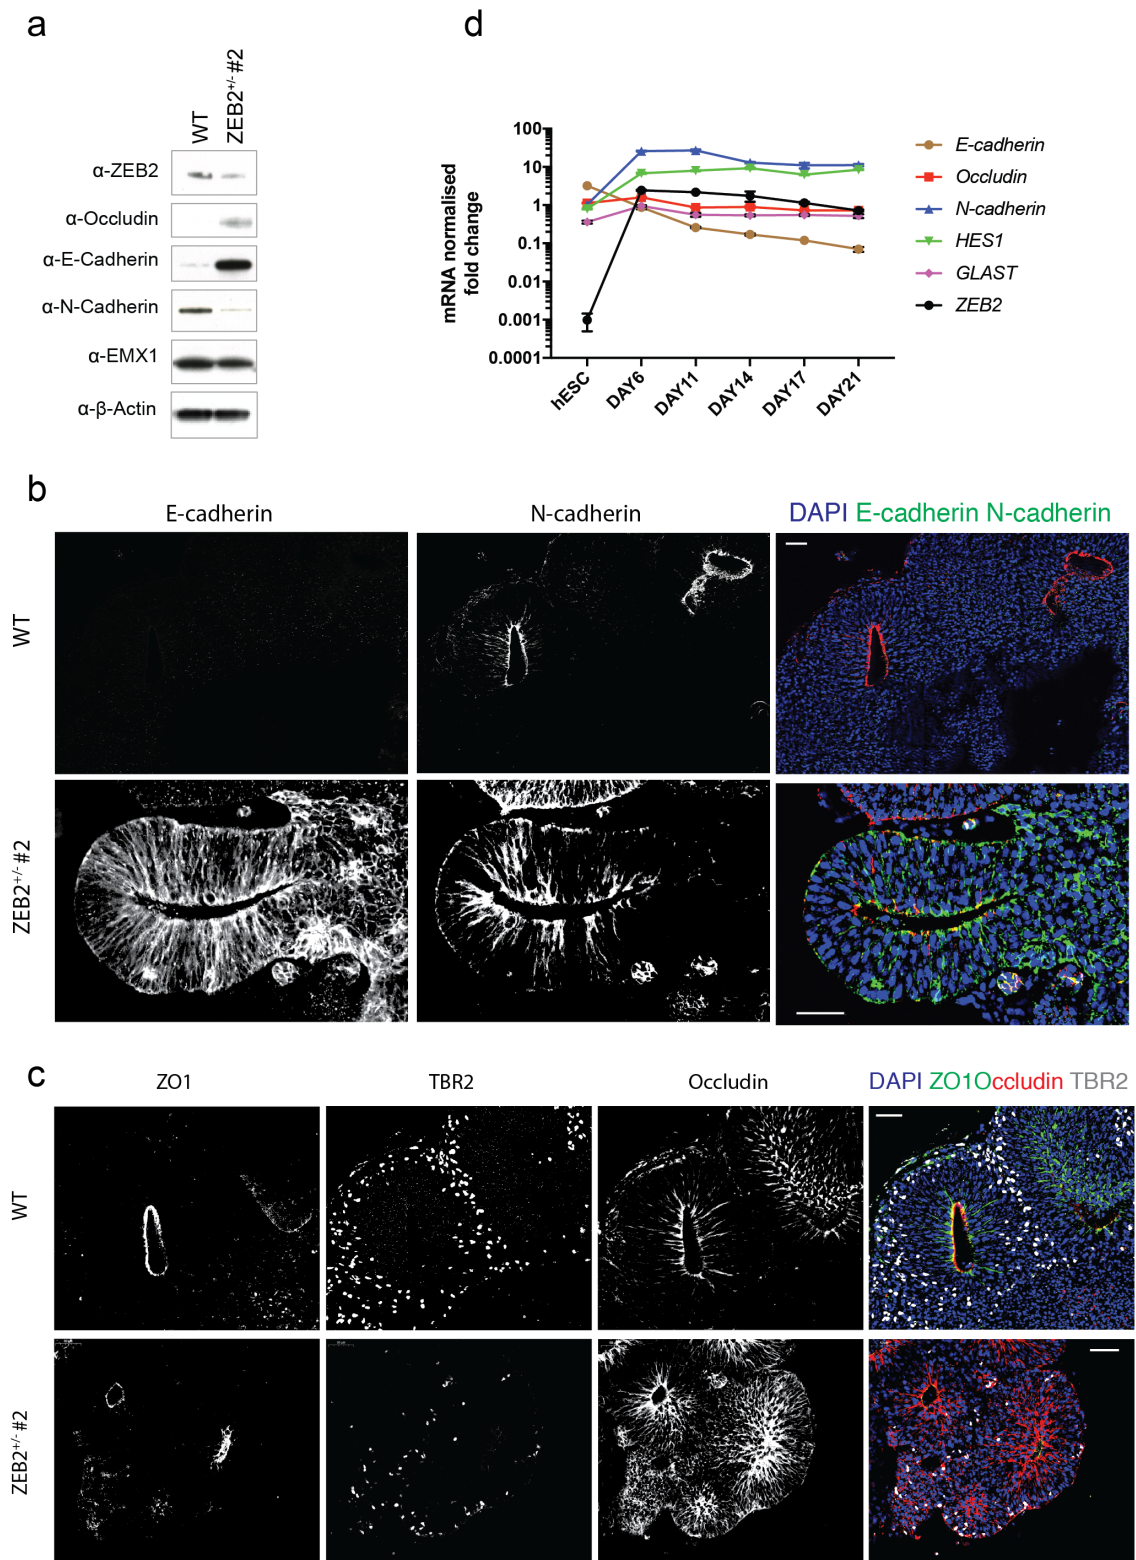 a
WT
ZEB2+/- #2
α-ZEB2
α-Occludin
α-E-Cadherin
α-N-Cadherin
α-EMX1
α-β-Actin
d
mRNA normalised
fold change
100
10
1
0.1
0.01
0.001
0.0001
hESC
DAY6
DAY11
DAY14
DAY17
DAY21
E-cadherin
Occludin
N-cadherin
HES1
GLAST
ZEB2
b
E-cadherin
N-cadherin
DAPI E-cadherin N-cadherin
WT
ZEB2+/- #2
c
ZO1
TBR2
Occludin
DAPI ZO1Occludin TBR2
WT
ZEB2+/- #2